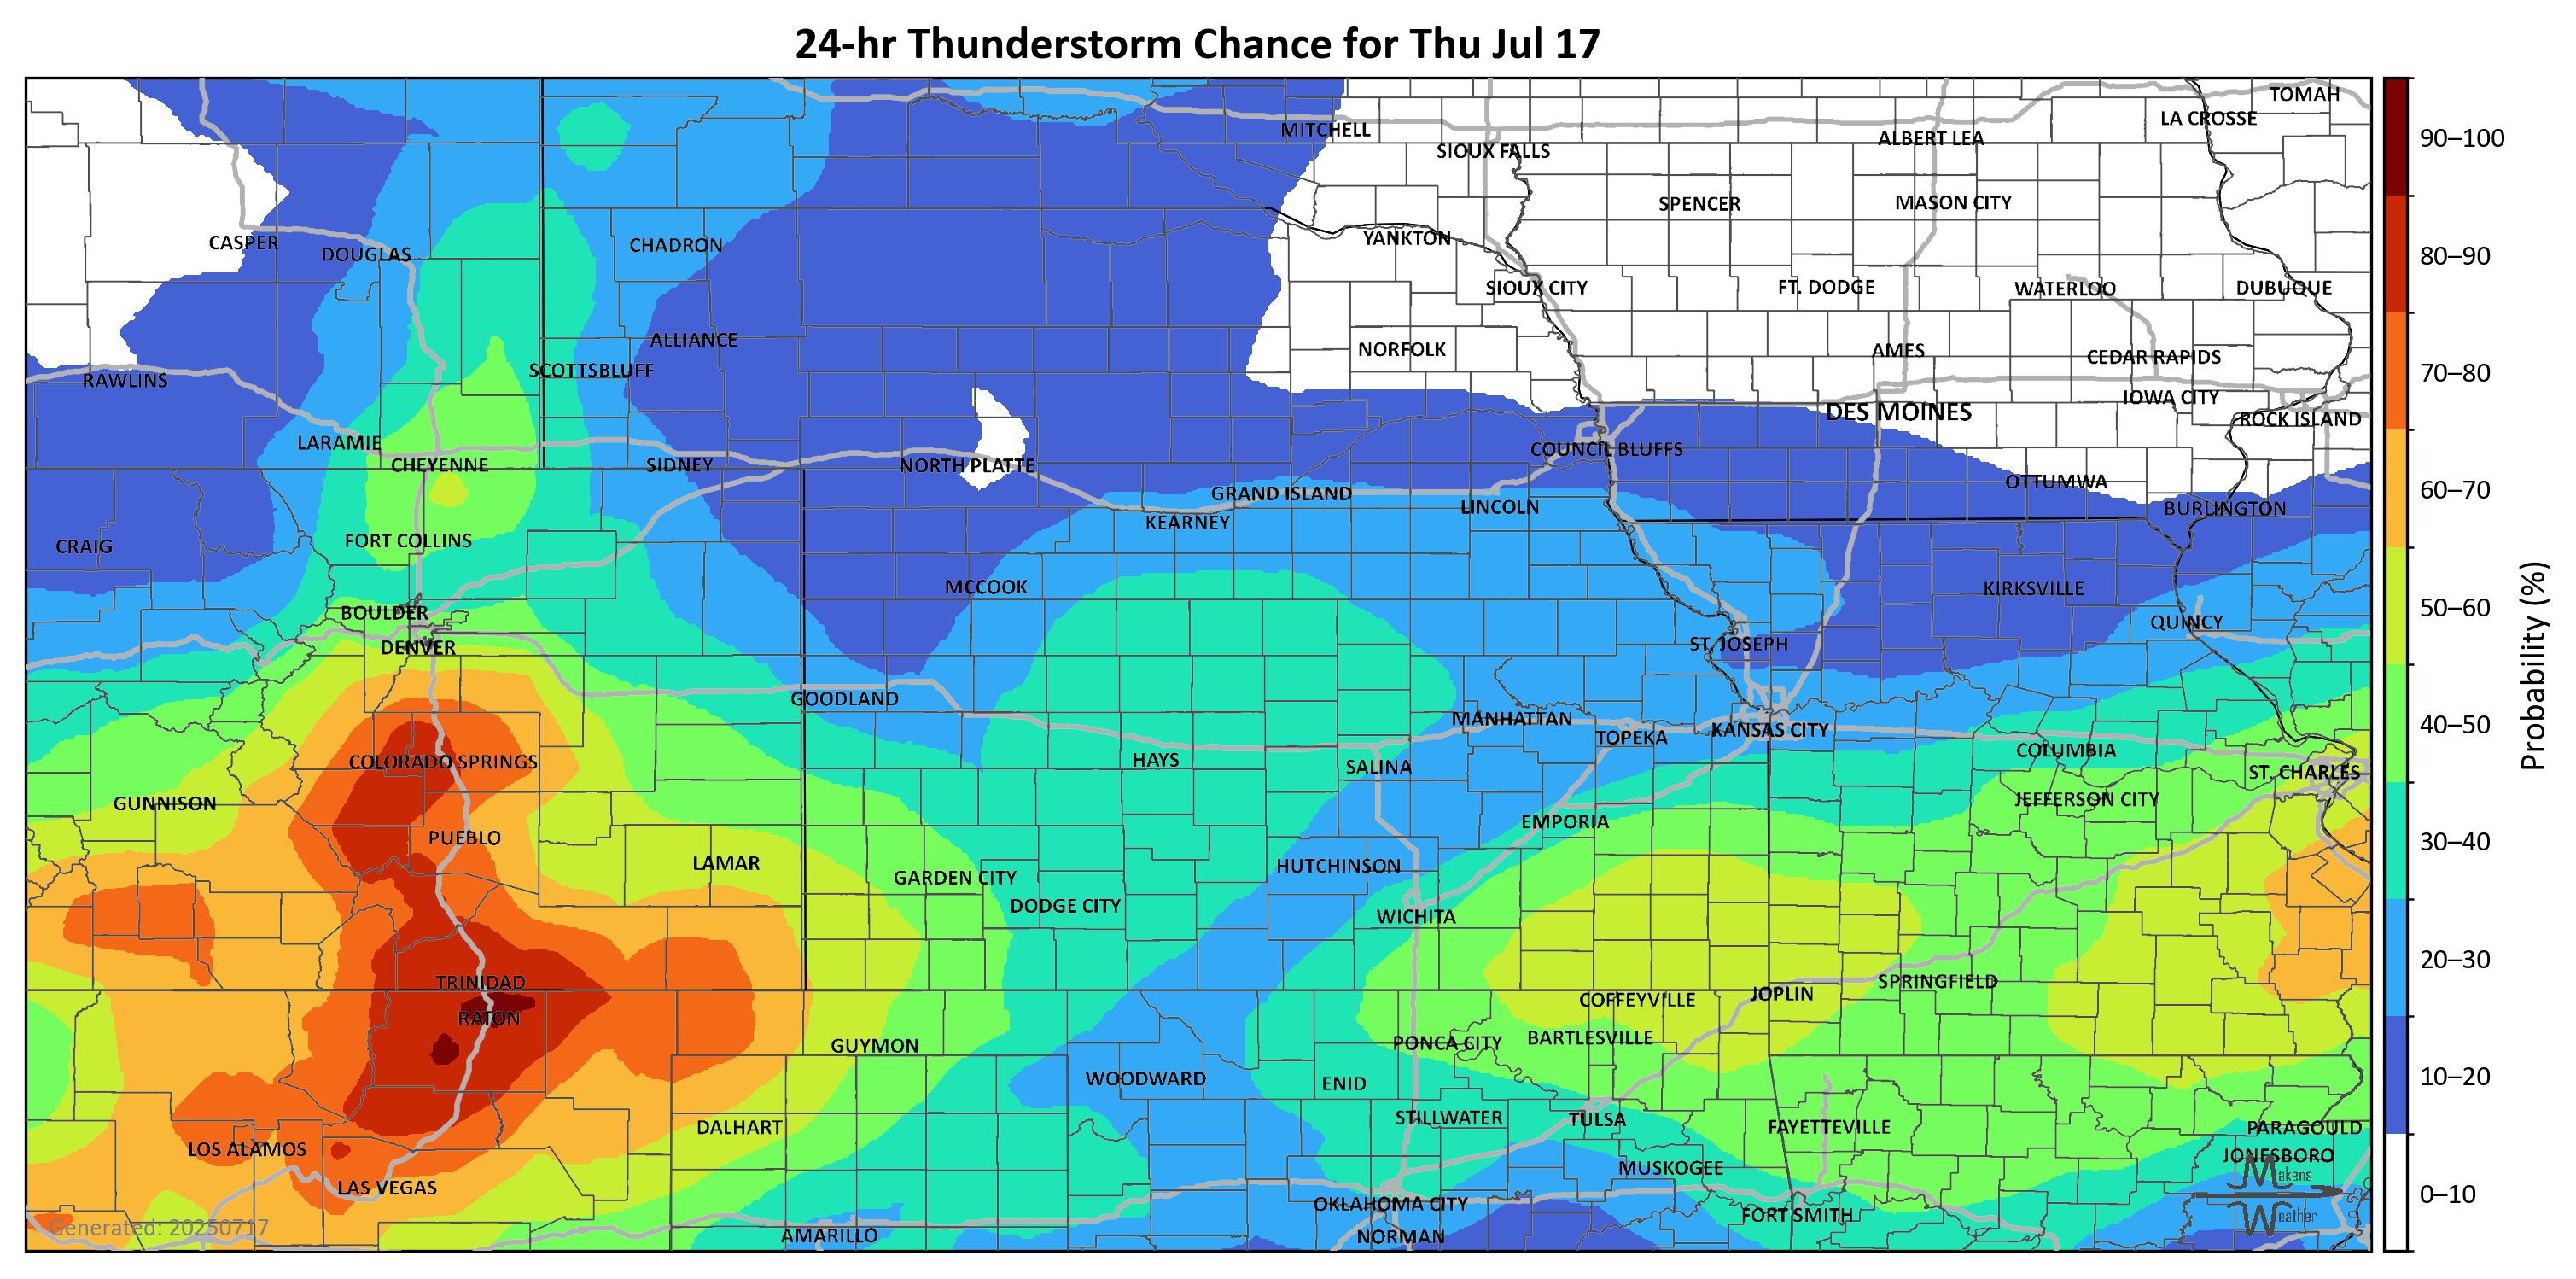 24-hr Thunderstorm Chance for Thu Jul 17
TOMAH
LA CROSSE
MITCHELL
ALBERT LEA
SIOUX FALLS
SPENCER
MASON CITY
CASPER
DOUGLAS
CHADRON
YANKTON
SIOUX CITY
FT. DODGE
WATERLOO
DUBUQUE
ALLIANCE
NORFOLK
AMES
CEDAR RAPIDS
RAWLINS
SCOTTSBLUFF
IOWA CITY
DES MOINES
ROCK ISLAND
LARAMIE
COUNCIL BLUFFS
CHEYENNE
SIDNEY
NORTH PLATTE
OTTUMWA
GRAND ISLAND
LINCOLN
BURLINGTON
KEARNEY
CRAIG
FORT COLLINS
MCCOOK
KIRKSVILLE
BOULDER
QUINCY
DENVER
ST. JOSEPH
GOODLAND
MANHATTAN
TOPEKA
KANSAS CITY
COLUMBIA
COLORADO SPRINGS
HAYS
SALINA
ST. CHARLES
GUNNISON
JEFFERSON CITY
PUEBLO
EMPORIA
LAMAR
GARDEN CITY
HUTCHINSON
DODGE CITY
WICHITA
TRINIDAD
SPRINGFIELD
RATON
COFFEYVILLE
JOPLIN
GUYMON
PONCA CITY
BARTLESVILLE
WOODWARD
ENID
DALHART
STILLWATER
TULSA
FAYETTEVILLE
PARAGOULD
LOS ALAMOS
JONESBORO
LAS VEGAS
MUSKOGEE
OKLAHOMA CITY
FORT SMITH
AMARILLO
NORMAN
Generated: 20250717
Makens
Weather
90–100
80–90
70–80
60–70
50–60
40–50
30–40
20–30
10–20
0–10
Probability (%)